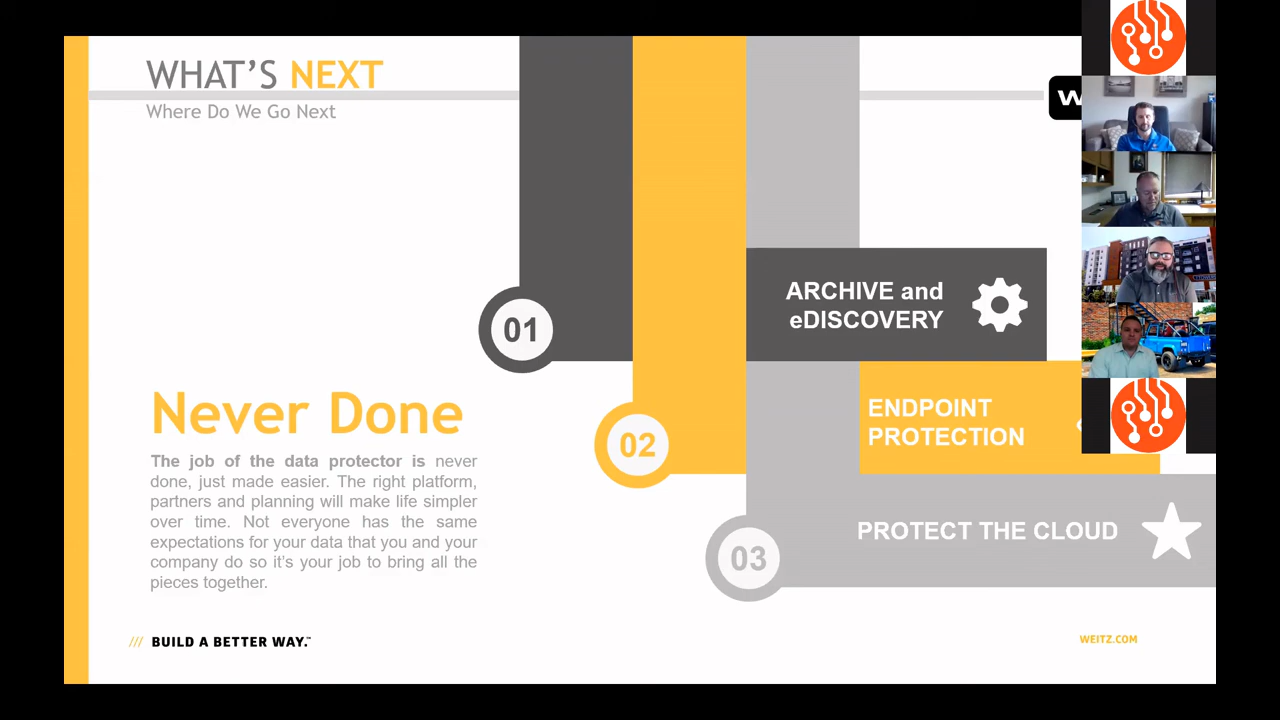 WHAT'S NEXT
Where Do We Go Next
W
ARCHIVE and
eDISCOVERY
01
ENDPOINT
PROTECTION
02
PROTECT THE CLOUD
03
Never Done
The job of the data protector is never
done, just made easier. The right platform,
partners and planning will make life simpler
over time. Not everyone has the same
expectations for your data that you and your
company do so it's your job to bring all the
pieces together.
/// BUILD A BETTER WAY.™
WEITZ.COM